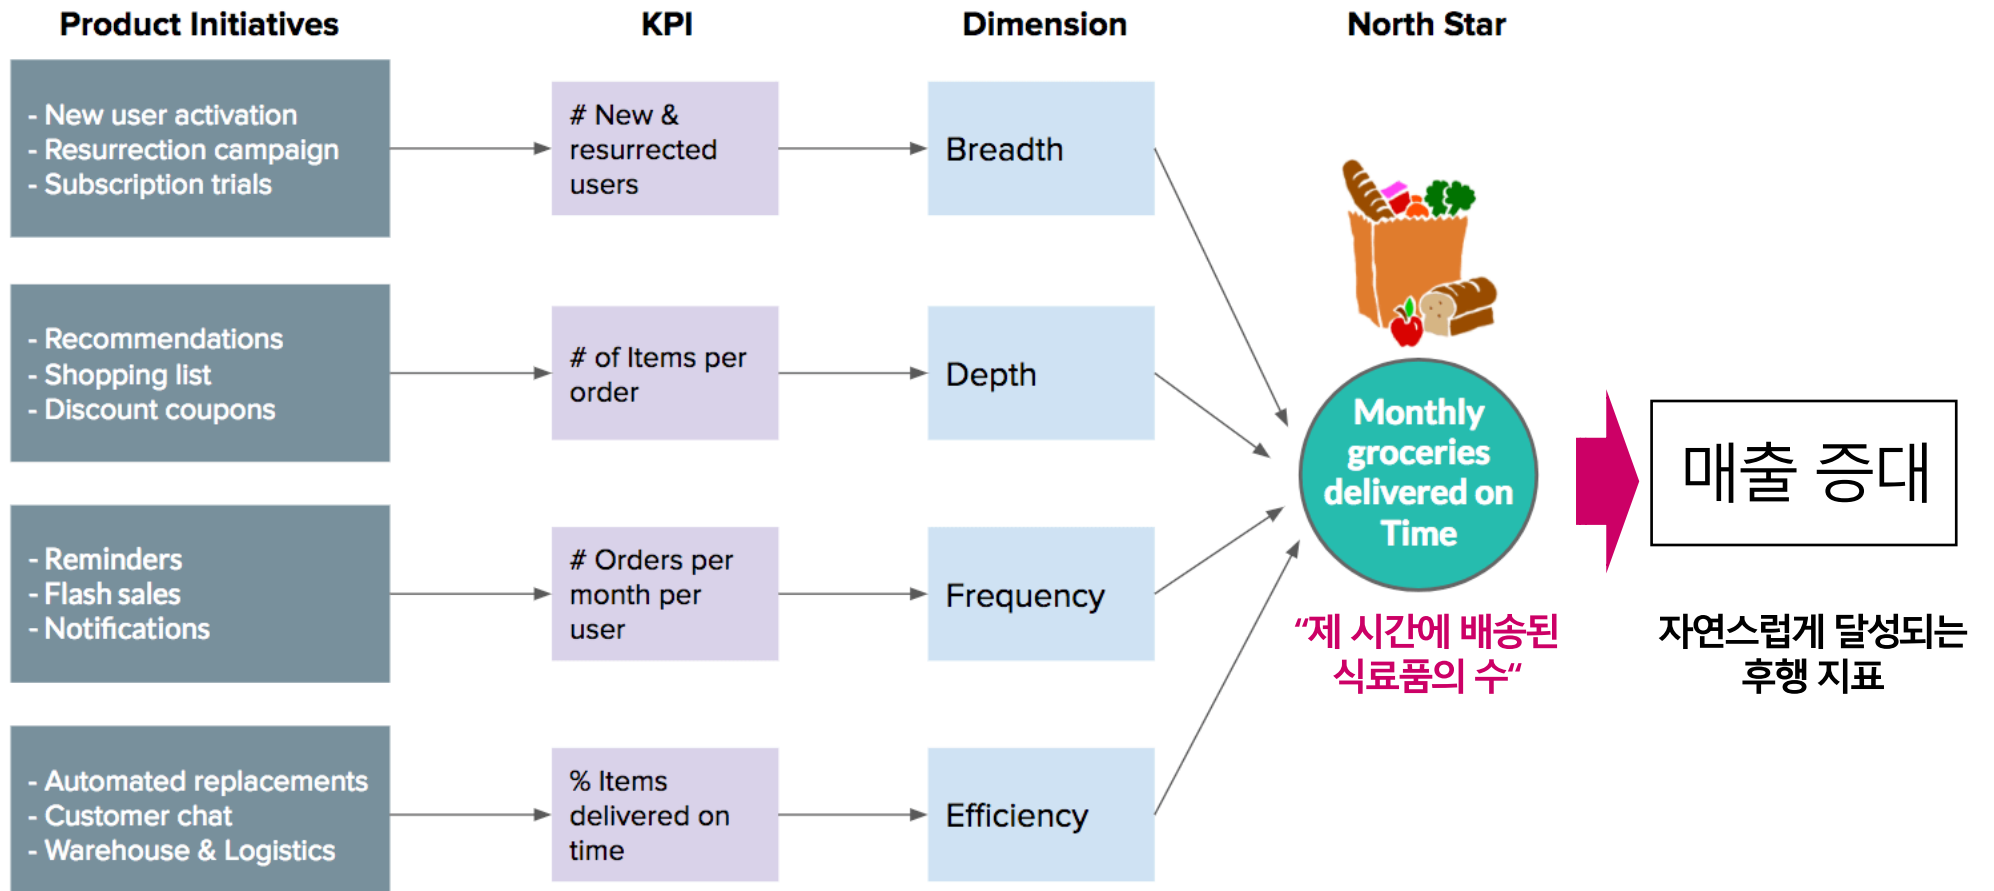 Product Initiatives
KPI
Dimension
North Star
- New user activation
- Resurrection campaign
- Subscription trials
# New &
resurrected
users
Breadth
- Recommendations
- Shopping list
- Discount coupons
# of Items per
order
Depth
- Reminders
- Flash sales
- Notifications
# Orders per
month per
user
Frequency
- Automated replacements
- Customer chat
- Warehouse & Logistics
% Items
delivered on
time
Efficiency
Monthly
groceries
delivered on
Time
“제 시간에 배송된
식료품의 수“
매출 증대
자연스럽게 달성되는
후행 지표